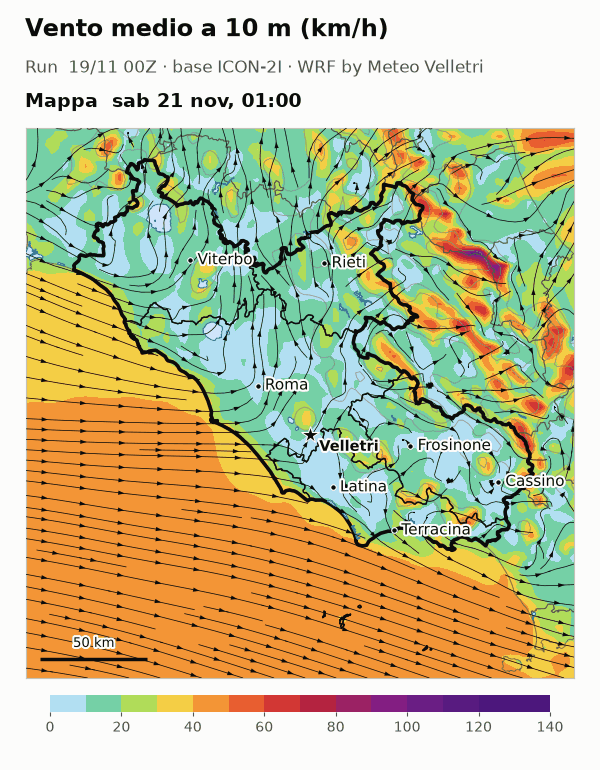 Vento medio a 10 m (km/h)
Run  19/11 00Z · base ICON-2I · WRF by Meteo Velletri
Mappa  sab 21 nov, 01:00
Viterbo
Rieti
Roma
Velletri
Frosinone
Latina
Cassino
Terracina
50 km
0 20 40 60 80 100 120 140